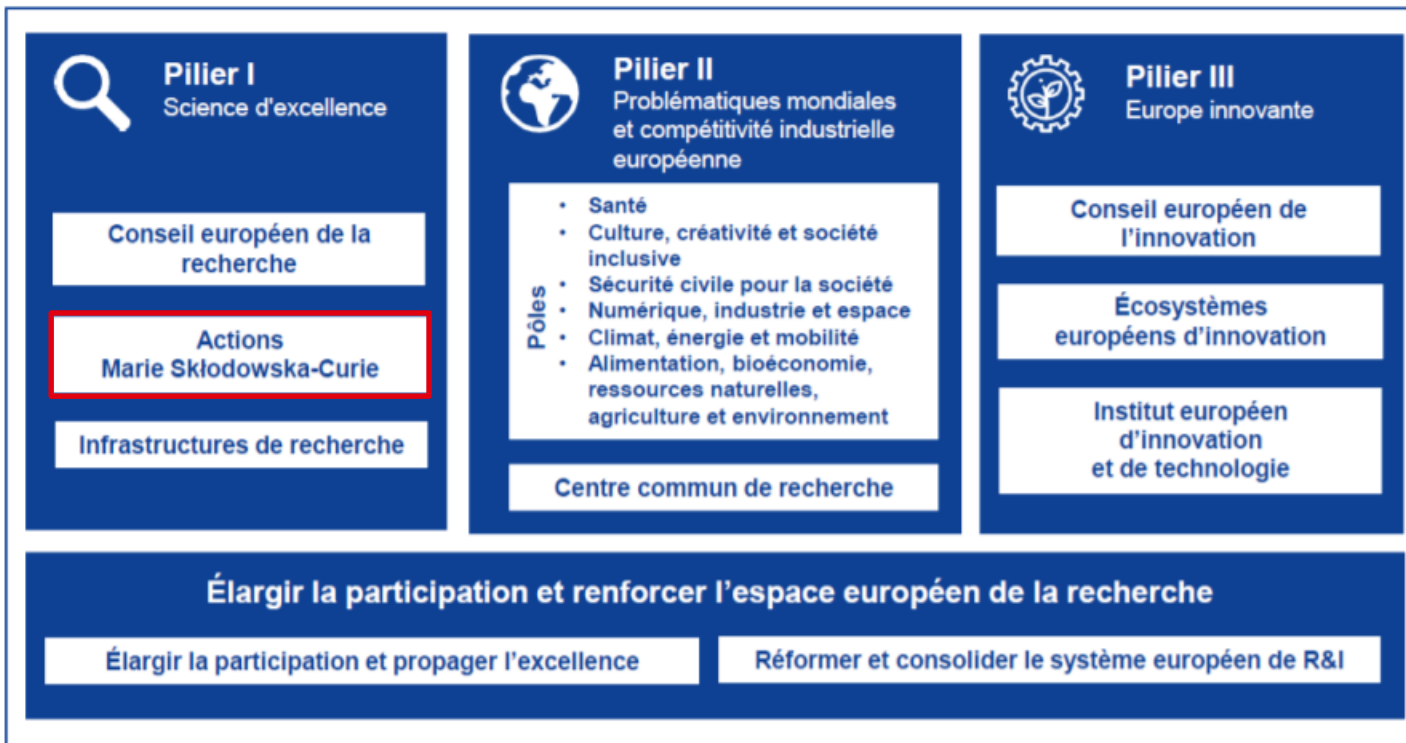 Pilier I
Science d'excellence
Conseil européen de la
recherche
Actions
Marie Skłodowska-Curie
Infrastructures de recherche
Pilier II
Problématiques mondiales
et compétitivité industrielle
européenne
Pôles
• Santé
• Culture, créativité et société
inclusive
• Sécurité civile pour la société
• Numérique, industrie et espace
• Climat, énergie et mobilité
• Alimentation, bioéconomie,
ressources naturelles,
agriculture et environnement
Centre commun de recherche
Pilier III
Europe innovante
Conseil européen de
l’innovation
Écosystèmes
européens d’innovation
Institut européen
d’innovation
et de technologie
Élargir la participation et renforcer l’espace européen de la recherche
Élargir la participation et propager l’excellence
Réformer et consolider le système européen de R&I